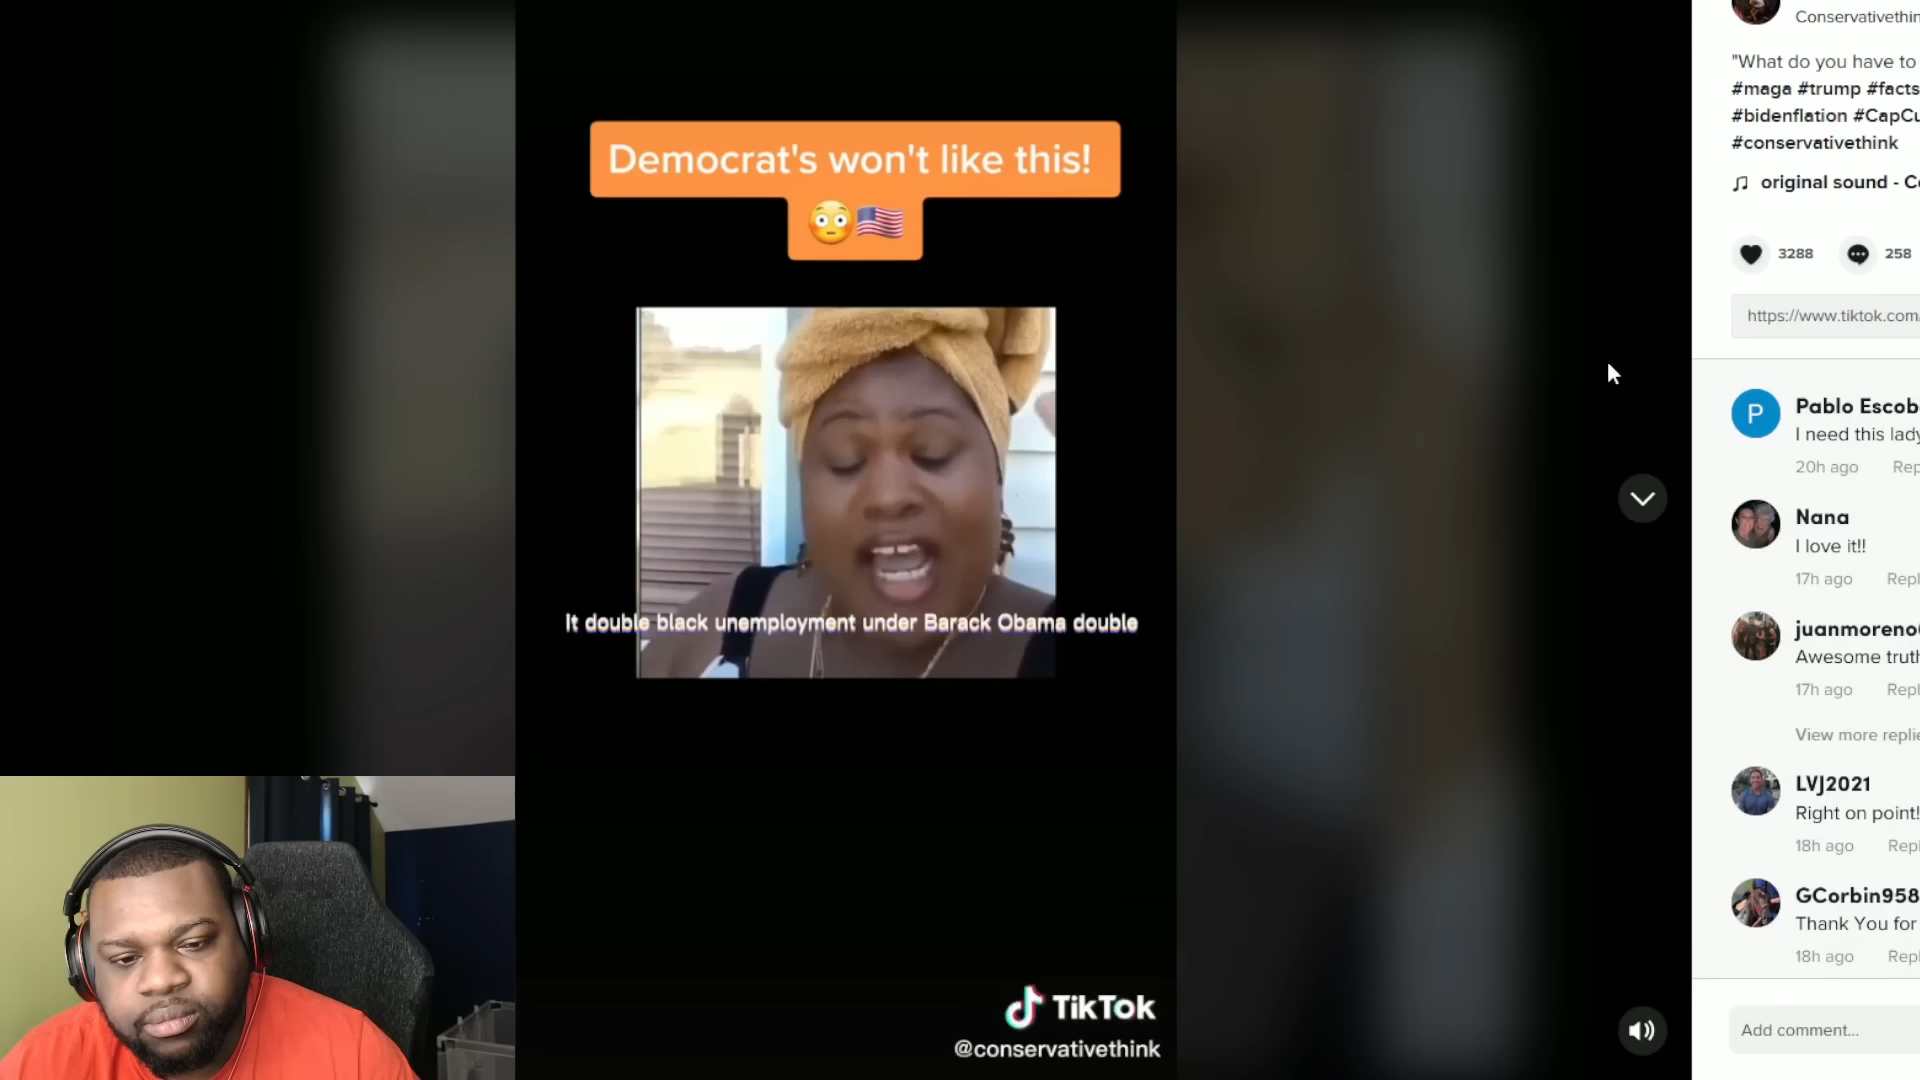 Democrat's won't like this!
It double black unemployment under Barack Obama double
TikTok
@conservativethink
Conservativethin
"What do you have to
#maga #trump #facts
#bidenflation #CapCu
#conservativethink
original sound - Co
3288
258
https://www.tiktok.com/
P
Pablo Escob
I need this lady
20h ago Rep
Nana
I love it!!
17h ago Repl
juanmoreno
Awesome truth
17h ago Repl
View more replie
LVJ2021
Right on point!
18h ago Repl
GCorbin958
Thank You for
18h ago Repl
Add comment...